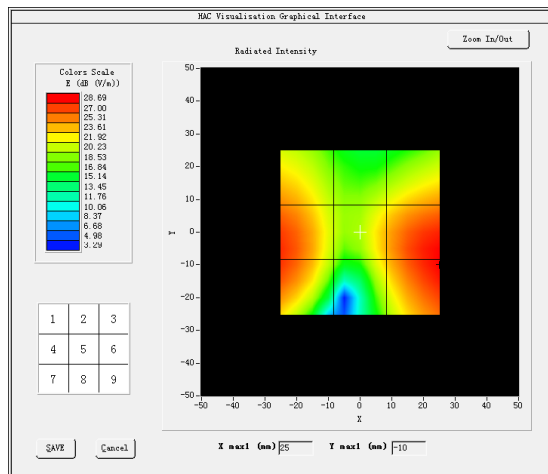 HAC Visualisation Graphical Interface
Zoom In/Out
Radiated Intensity
Colors Scale
E (dB (V/m))
28.69
27.00
25.31
23.61
21.92
20.23
18.53
16.84
15.14
13.45
11.76
10.06
8.37
6.68
4.98
3.29
50
40
30
20
10
0
-10
-20
-30
-40
-50
Y
-50 -40 -30 -20 -10 0 10 20 30 40 50
X
1 2 3
4 5 6
7 8 9
SAVE Cancel
X max1 (mm) 25 Y max1 (mm) -10